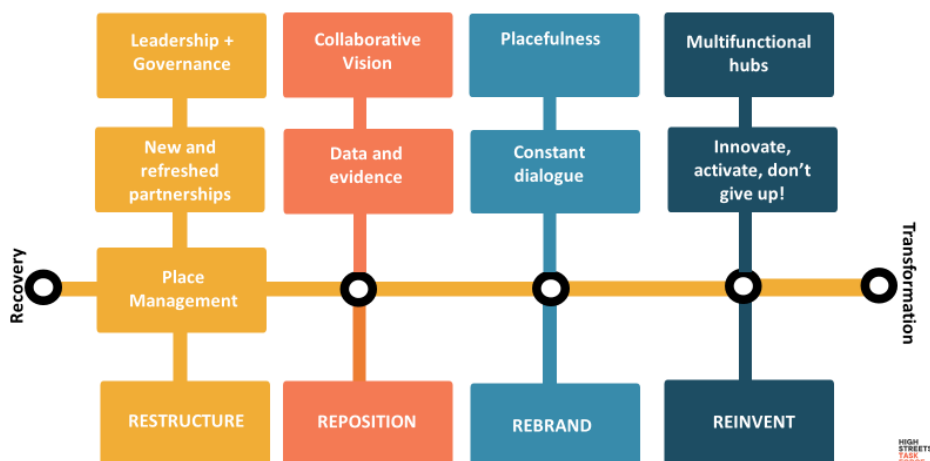 Leadership +
Governance
Collaborative
Vision
Placefulness
Multifunctional
hubs
New and
refreshed
partnerships
Data and
evidence
Constant
dialogue
Innovate,
activate, don't
give up!
Recovery
Place
Management
Transformation
RESTRUCTURE
REPOSITION
REBRAND
REINVENT
HIGH
STREETS
TASK